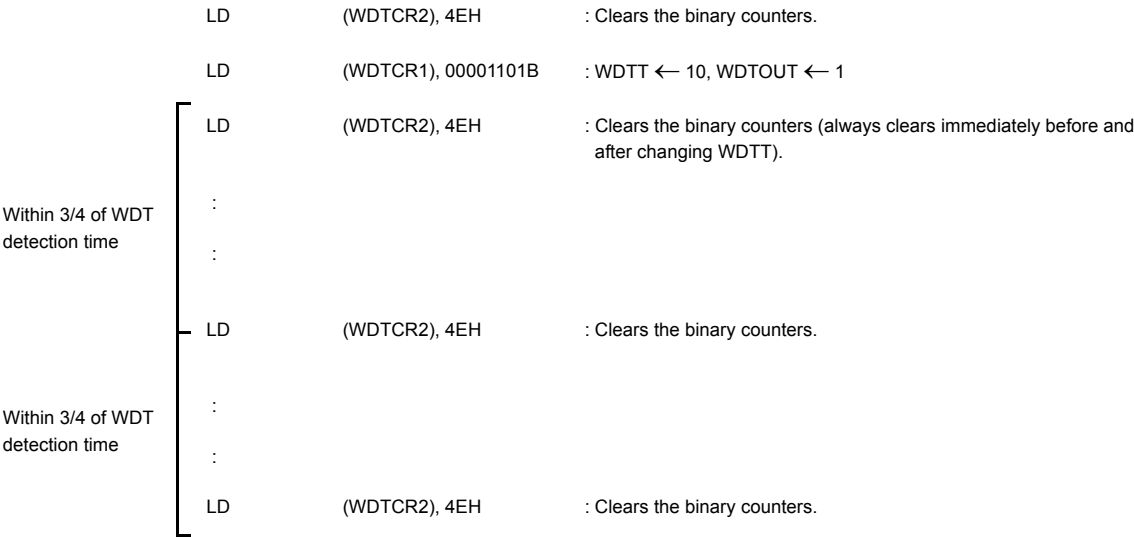 LD (WDTCR2), 4EH : Clears the binary counters.
LD (WDTCR1), 00001101B : WDTT ← 10, WDTOUT ← 1
LD (WDTCR2), 4EH : Clears the binary counters (always clears immediately before and
after changing WDTT).
Within 3/4 of WDT
detection time
:
:
LD (WDTCR2), 4EH : Clears the binary counters.
Within 3/4 of WDT
detection time
:
:
LD (WDTCR2), 4EH : Clears the binary counters.